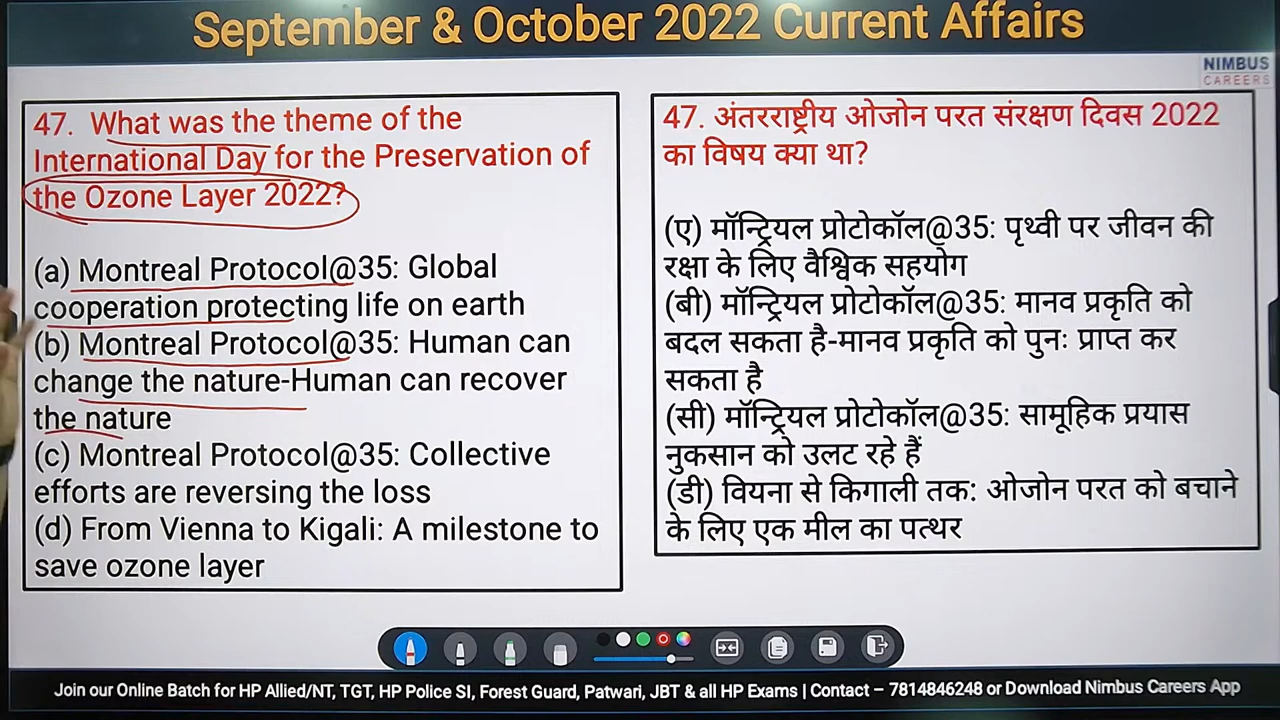 September & October 2022 Current Affairs
NIMBUS
CAREERS
47. What was the theme of the
International Day for the Preservation of
the Ozone Layer 2022?
(a) Montreal Protocol@35: Global
cooperation protecting life on earth
(b) Montreal Protocol@35: Human can
change the nature-Human can recover
the nature
(c) Montreal Protocol@35: Collective
efforts are reversing the loss
(d) From Vienna to Kigali: A milestone to
save ozone layer
47. अंतरराष्ट्रीय ओजोन परत संरक्षण दिवस 2022
का विषय क्या था?
(ए) मॉन्ट्रियल प्रोटोकॉल@35: पृथ्वी पर जीवन की
रक्षा के लिए वैश्विक सहयोग
(बी) मॉन्ट्रियल प्रोटोकॉल@35: मानव प्रकृति को
बदल सकता है-मानव प्रकृति को पुनः प्राप्त कर
सकता है
(सी) मॉन्ट्रियल प्रोटोकॉल@35: सामूहिक प्रयास
नुकसान को उलट रहे हैं
(डी) वियना से किगाली तक: ओजोन परत को बचाने
के लिए एक मील का पत्थर
Join our Online Batch for HP Allied/NT, TGT, HP Police SI, Forest Guard, Patwari, JBT & all HP Exams | Contact – 7814846248 or Download Nimbus Careers App